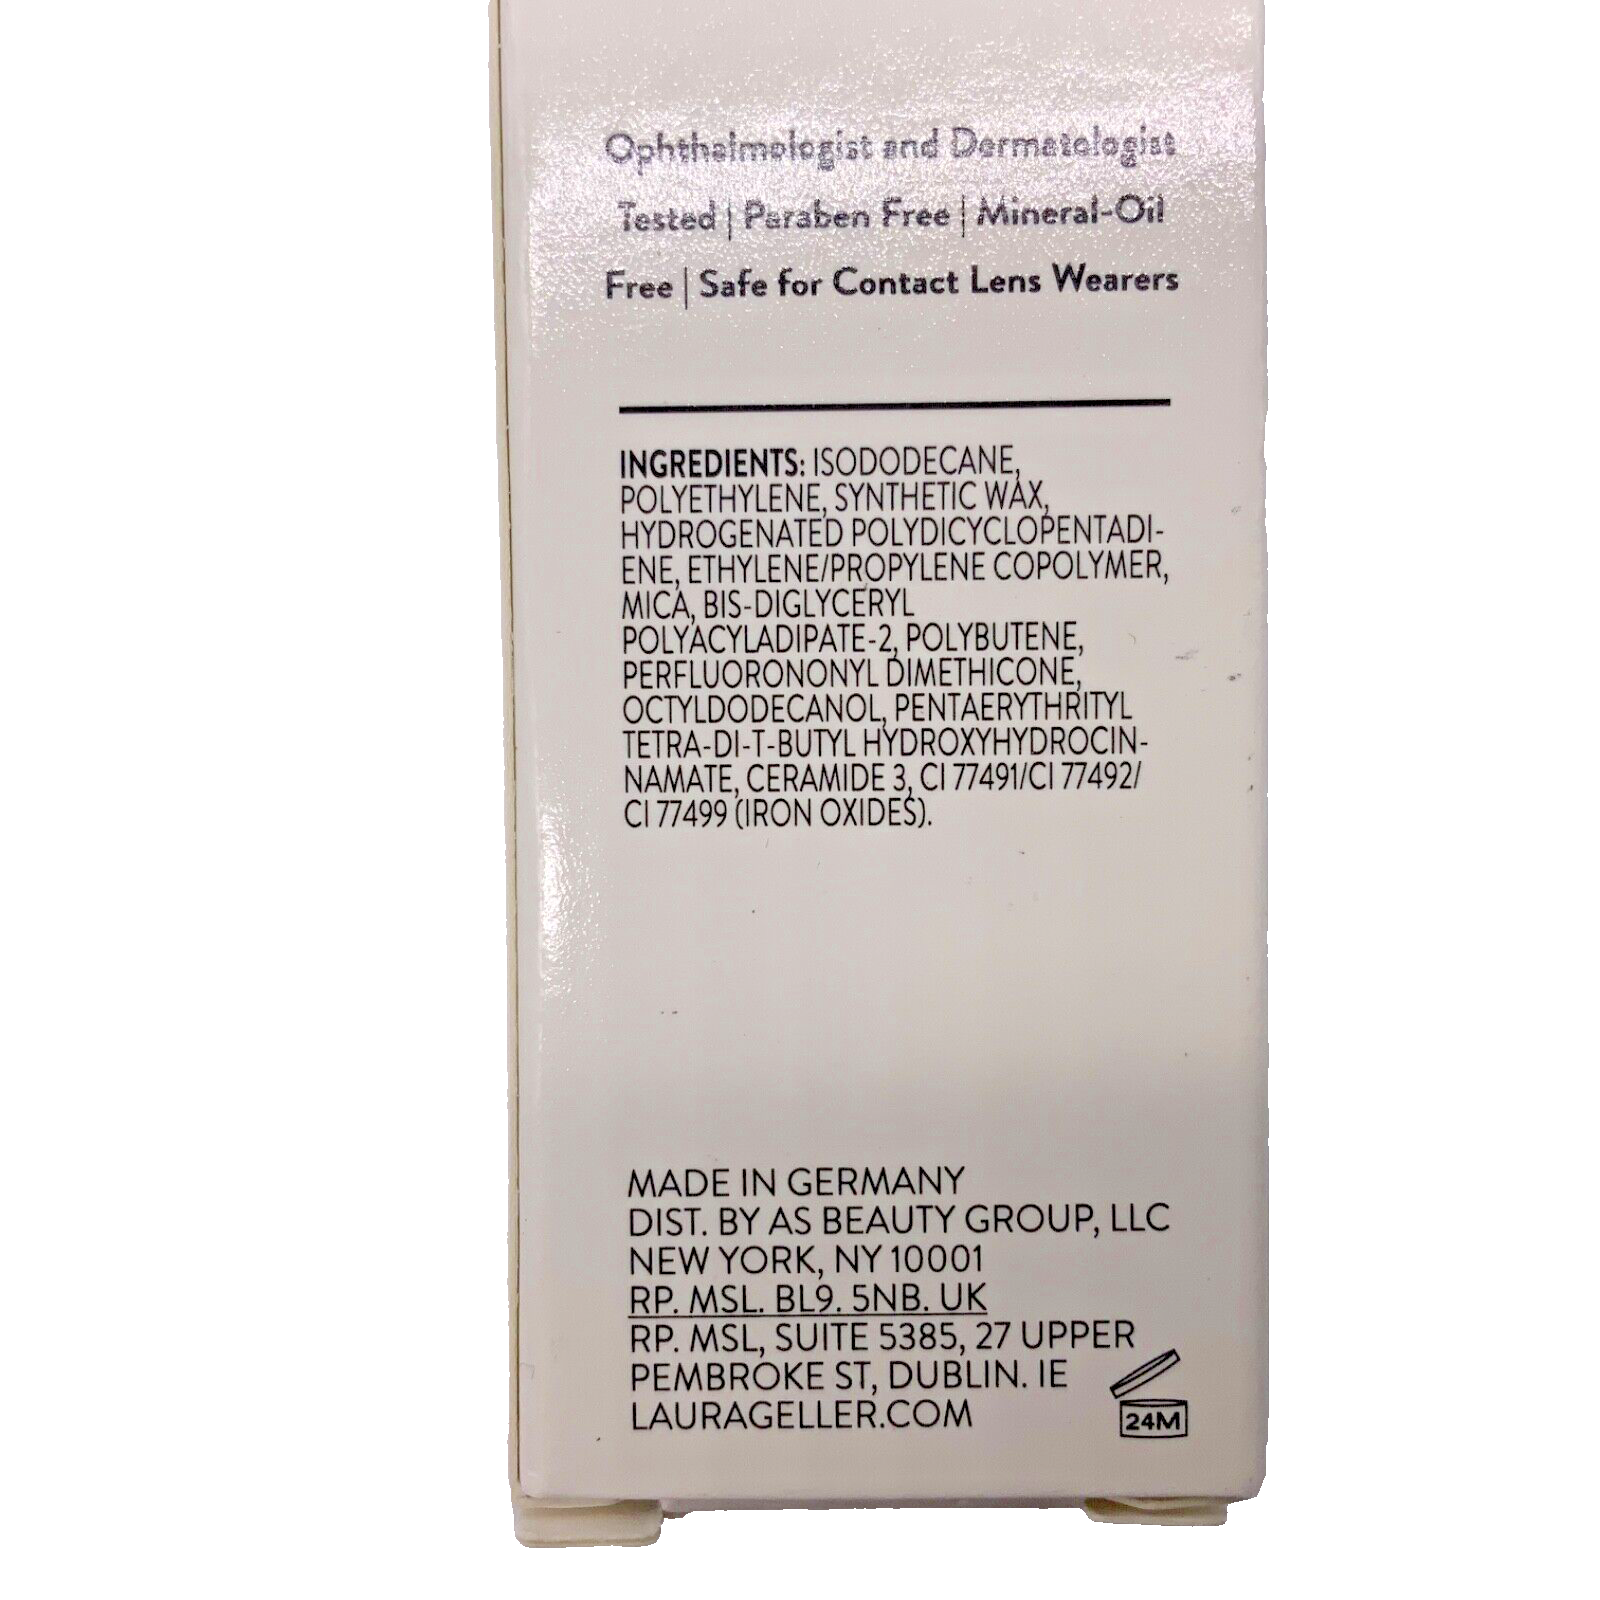 Ophthalmologist and Dermatologist
Tested | Paraben Free | Mineral-Oil
Free | Safe for Contact Lens Wearers
INGREDIENTS: ISODODECANE,
POLYETHYLENE, SYNTHETIC WAX,
HYDROGENATED POLYDICYCLOPENTADI-
ENE, ETHYLENE/PROPYLENE COPOLYMER,
MICA, BIS-DIGLYCERYL
POLYACYLADIPATE-2, POLYBUTENE,
PERFLUORONONYL DIMETHICONE,
OCTYLDODECANOL, PENTAERYTHRITYL
TETRA-DI-T-BUTYL HYDROXYHYDROCIN-
NAMATE, CERAMIDE 3, CI 77491/CI 77492/
CI 77499 (IRON OXIDES).
MADE IN GERMANY
DIST. BY AS BEAUTY GROUP, LLC
NEW YORK, NY 10001
RP. MSL. BL9. 5NB. UK
RP. MSL, SUITE 5385, 27 UPPER
PEMBROKE ST, DUBLIN. IE
LAURAGELLER.COM
24M